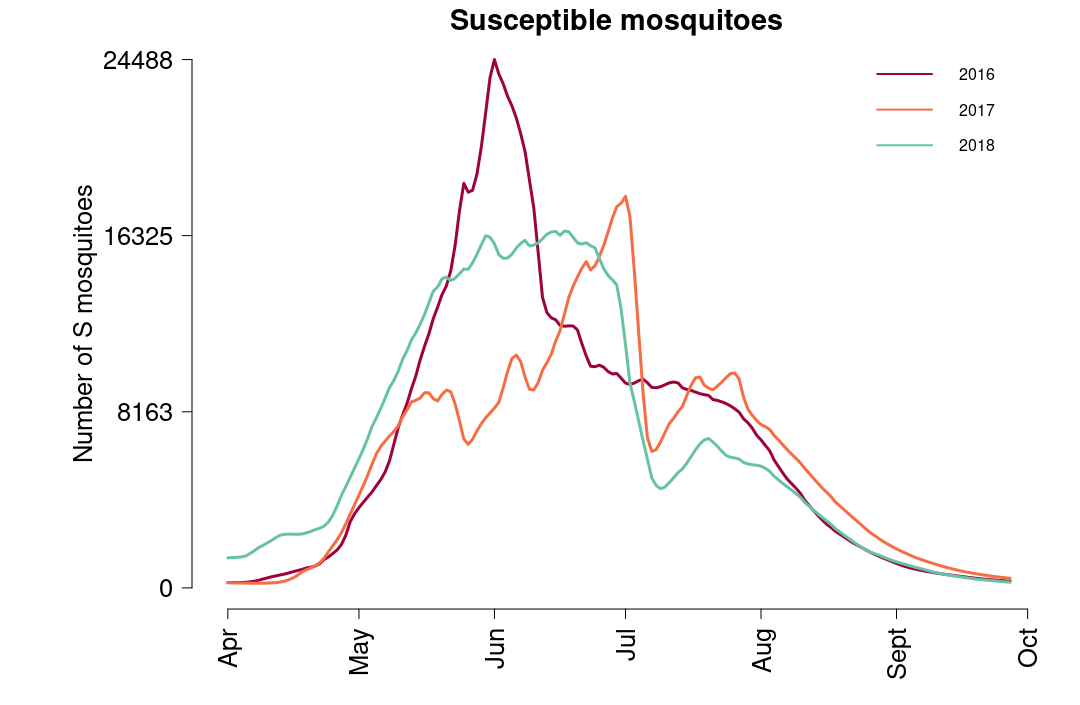 Susceptible mosquitoes
24488
16325
8163
0
Number of S mosquitoes
2016
2017
2018
Apr
May
Jun
Jul
Aug
Sept
Oct